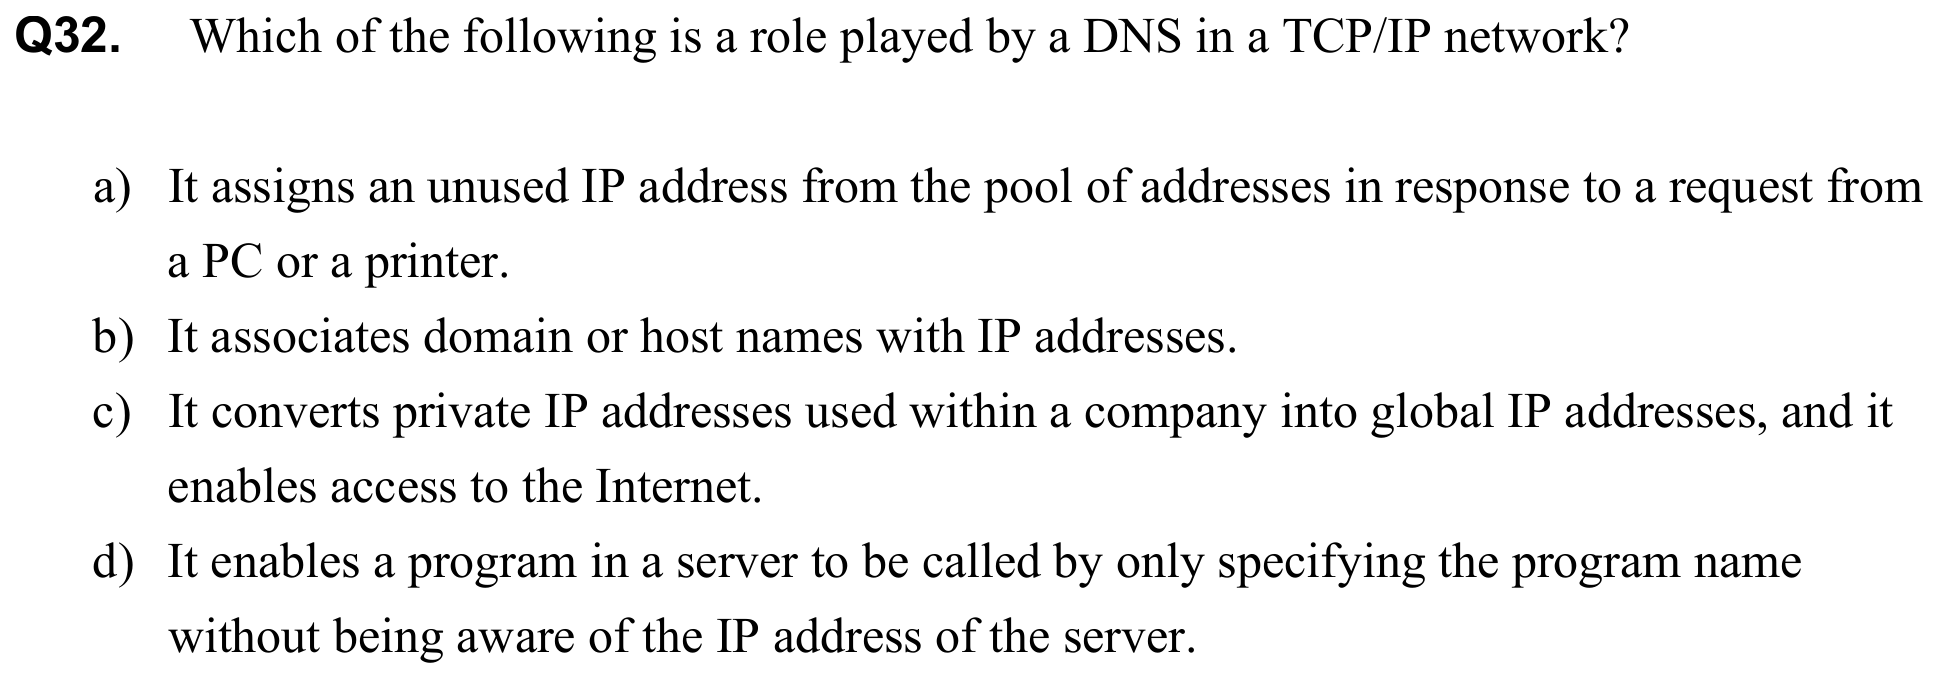 Q32. Which of the following is a role played by a DNS in a TCP/IP network?
a) It assigns an unused IP address from the pool of addresses in response to a request from
a PC or a printer.
b) It associates domain or host names with IP addresses.
c) It converts private IP addresses used within a company into global IP addresses, and it
enables access to the Internet.
d) It enables a program in a server to be called by only specifying the program name
without being aware of the IP address of the server.